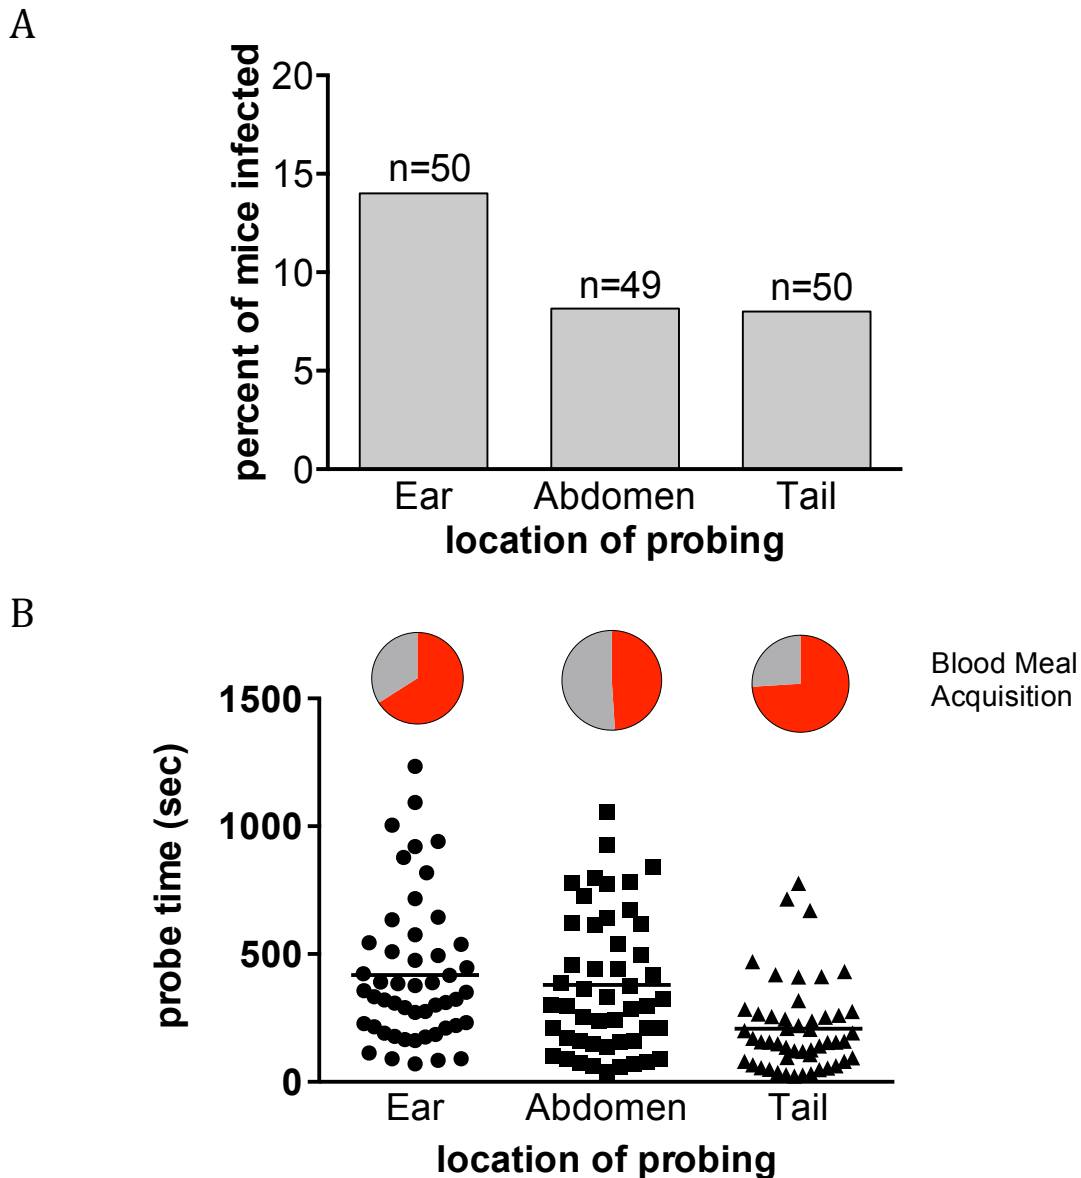 A
percent of mice infected
20
15
10
5
0
n=50
n=49
n=50
Ear
Abdomen
Tail
location of probing
B
Blood Meal
Acquisition
probe time (sec)
1500
1000
500
0
Ear
Abdomen
Tail
location of probing